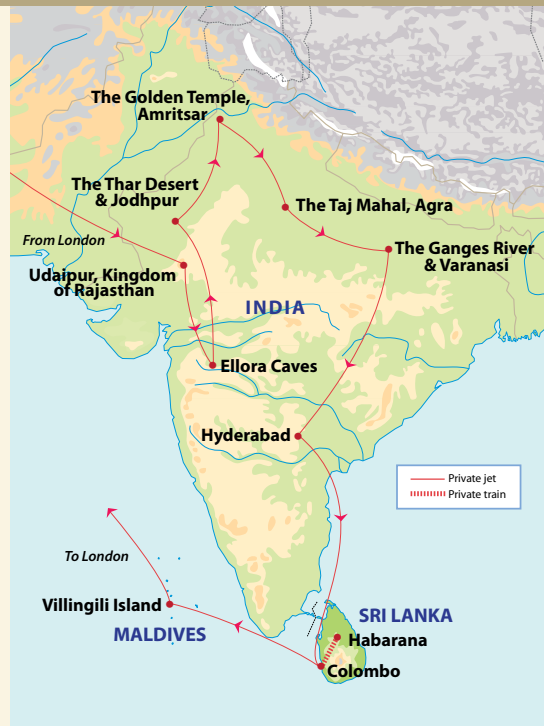 The Golden Temple,
Amritsar
The Thar Desert
& Jodhpur
The Taj Mahal, Agra
From London
The Ganges River
& Varanasi
Udaipur, Kingdom
of Rajasthan
INDIA
Ellora Caves
Hyderabad
Private jet
Private train
To London
Villingili Island
MALDIVES
SRI LANKA
Habarana
Colombo